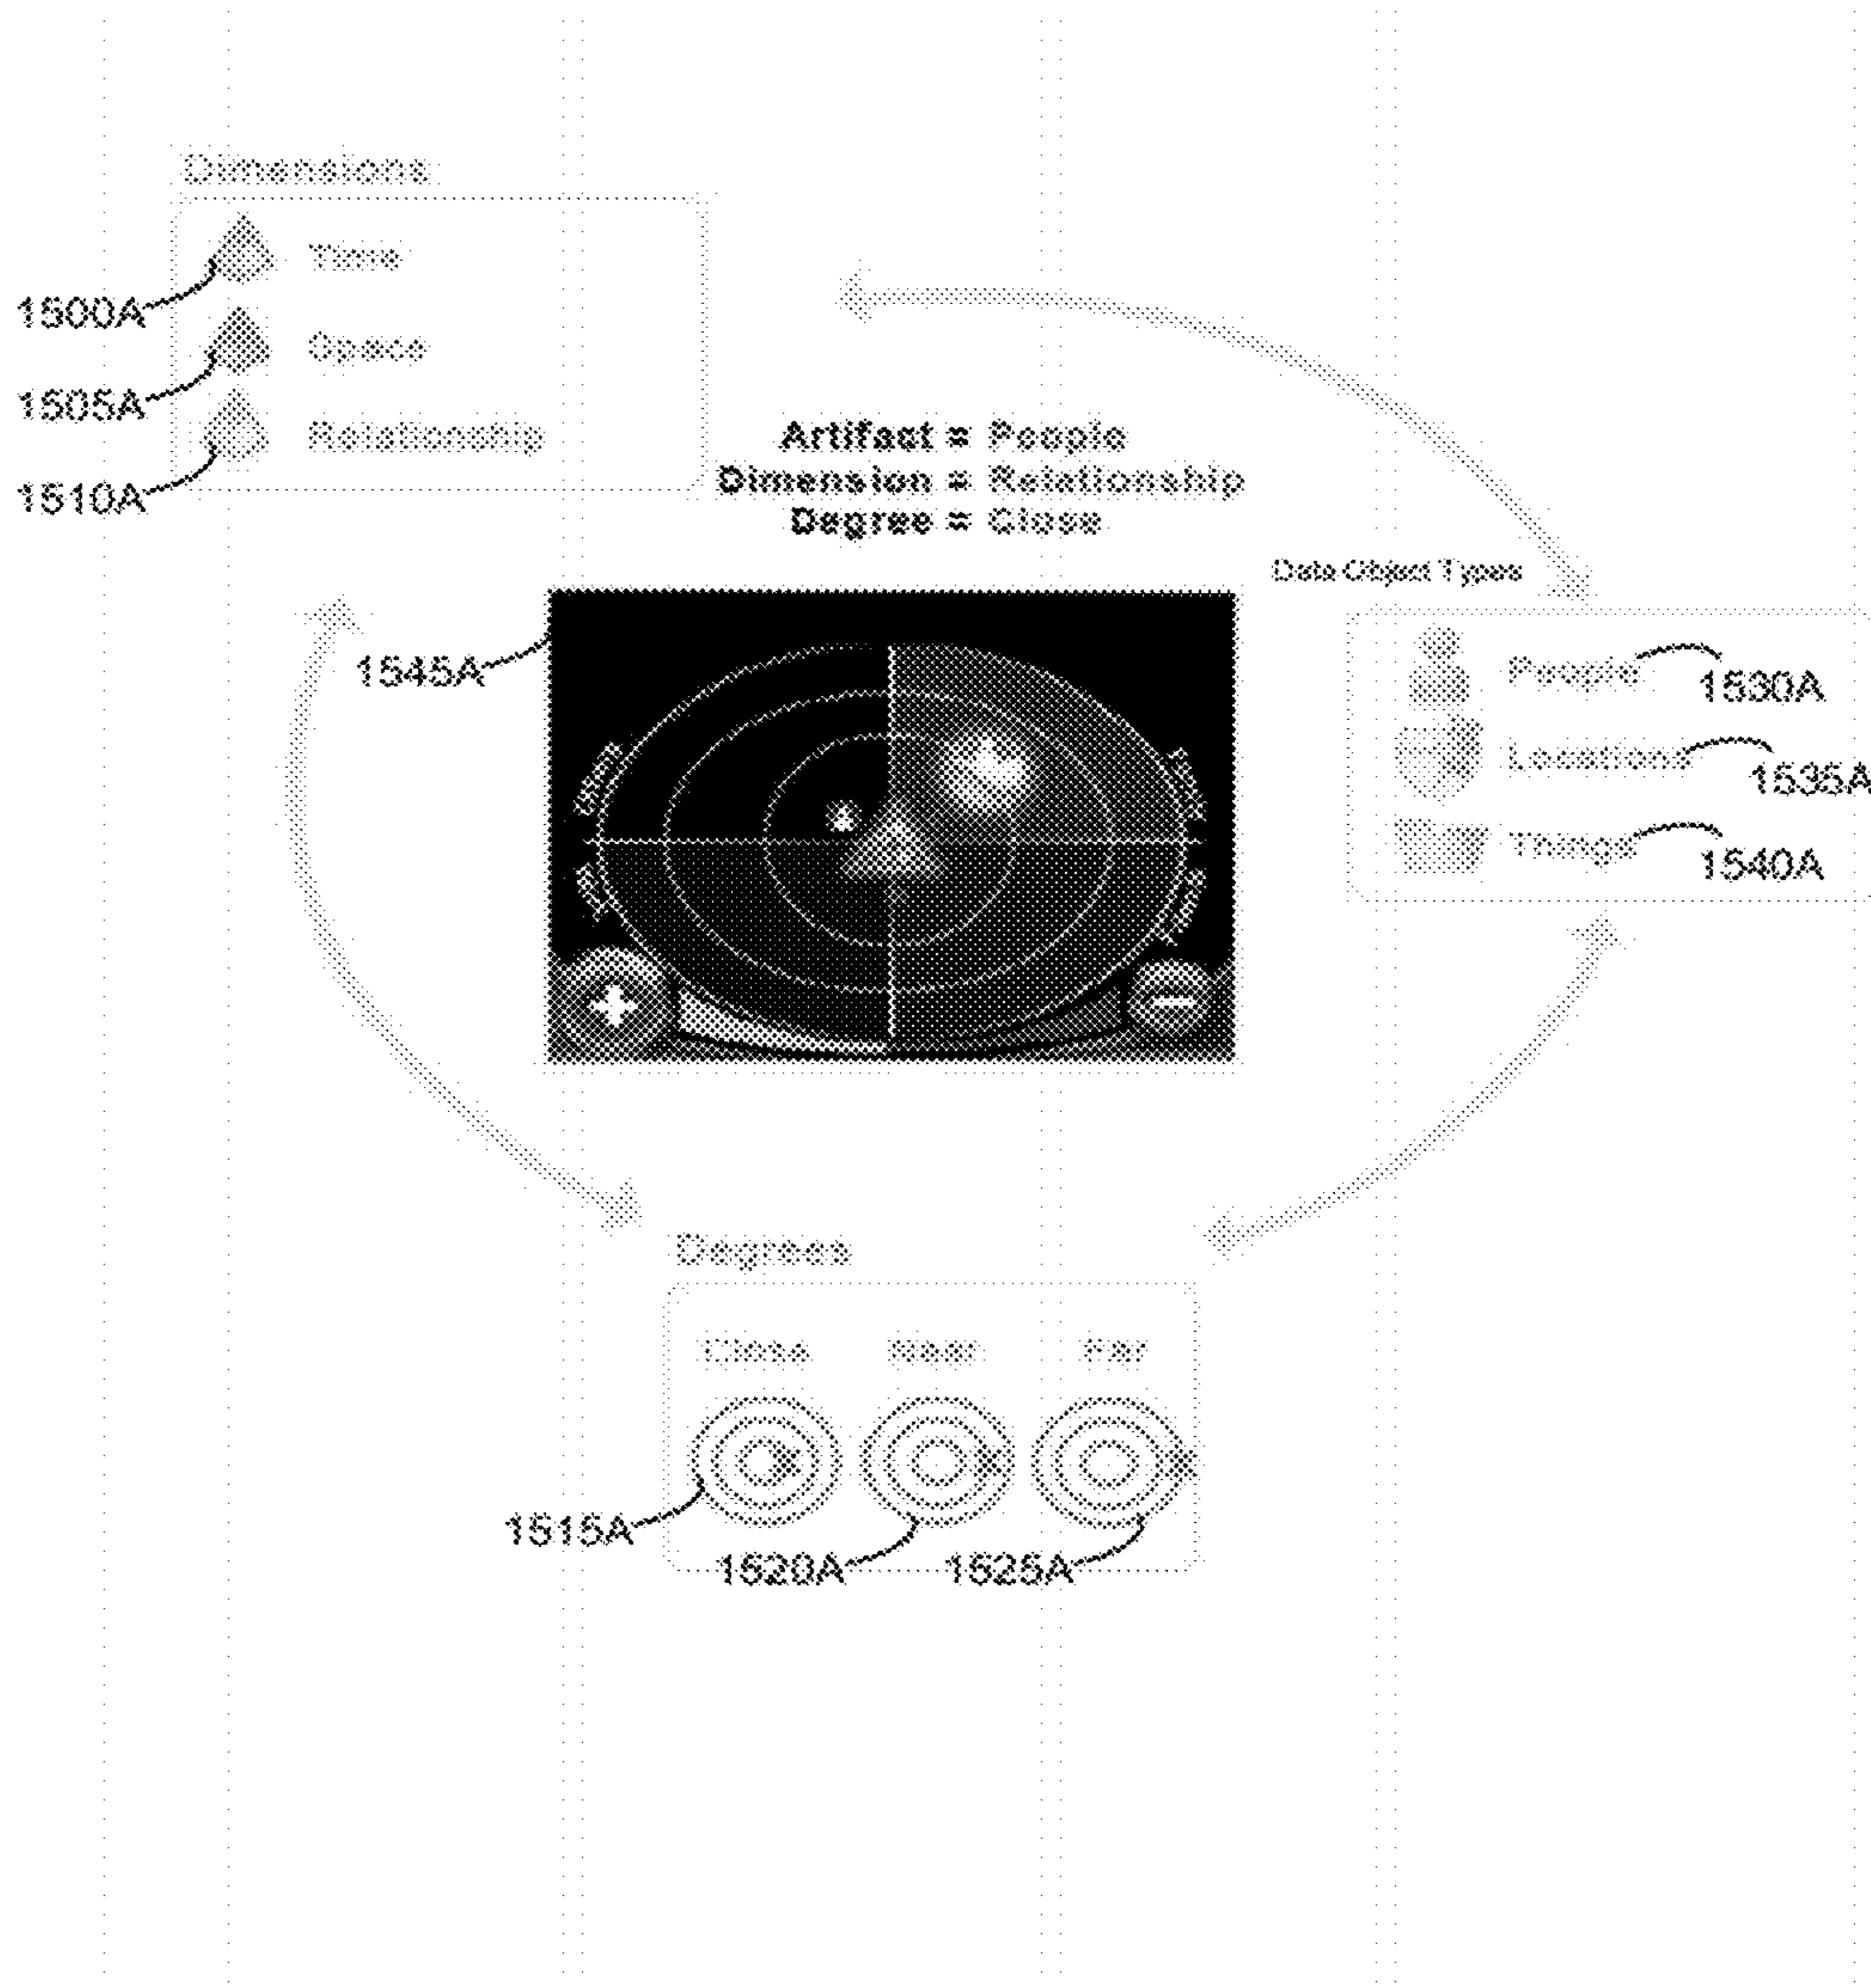 Dimensions
Time
1500A
Space
1505A
Relationship
1510A
Artifact = People
Dimension = Relationship
Degree = Close
Data Object Types
1545A
People
1530A
Locations
1535A
Things
1540A
+
−
Degrees
Close Near Far
1515A
1520A
1525A